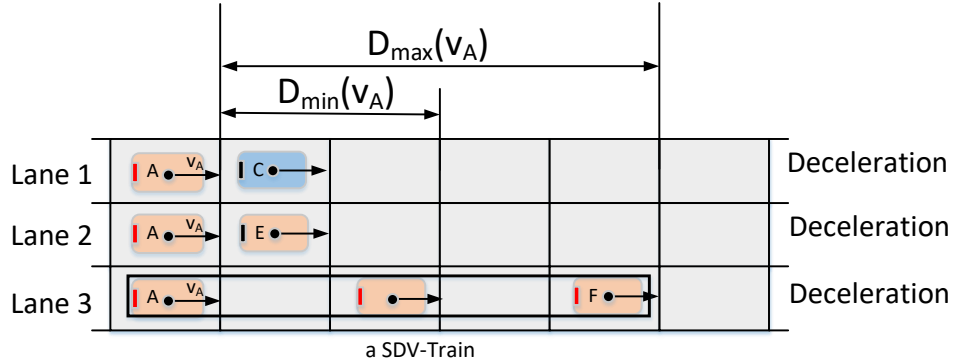 Dmax(vA)
Dmin(vA)
Lane 1 A vA C Deceleration
Lane 2 A vA E Deceleration
Lane 3 A vA F Deceleration
a SDV-Train